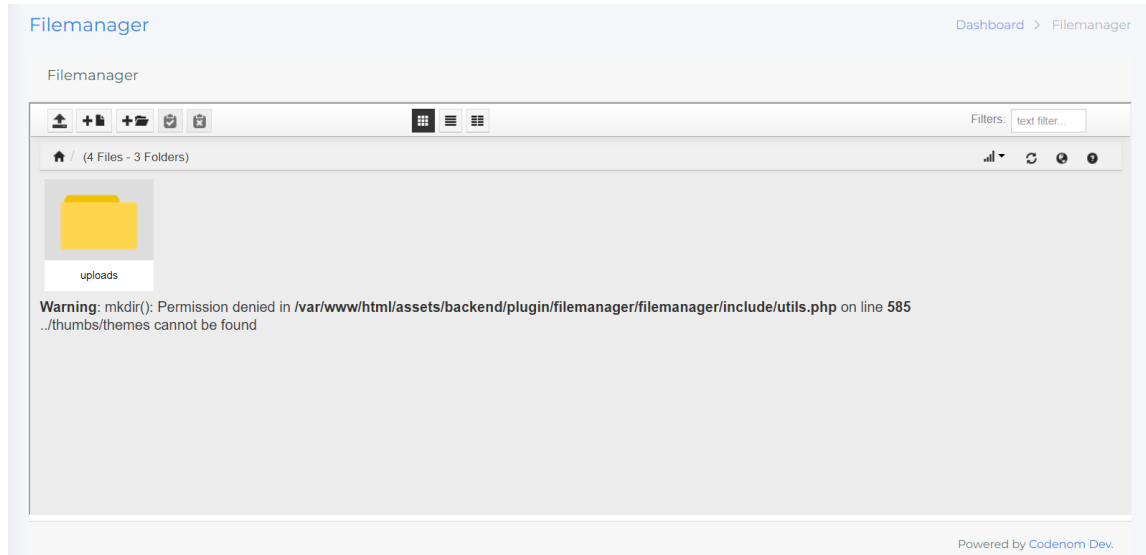 Filemanager
Dashboard > Filemanager
Filemanager
Filters: text filter...
/ (4 Files - 3 Folders)
uploads
Warning: mkdir(): Permission denied in /var/www/html/assets/backend/plugin/filemanager/filemanager/include/utils.php on line 585
../thumbs/themes cannot be found
Powered by Codenom Dev.